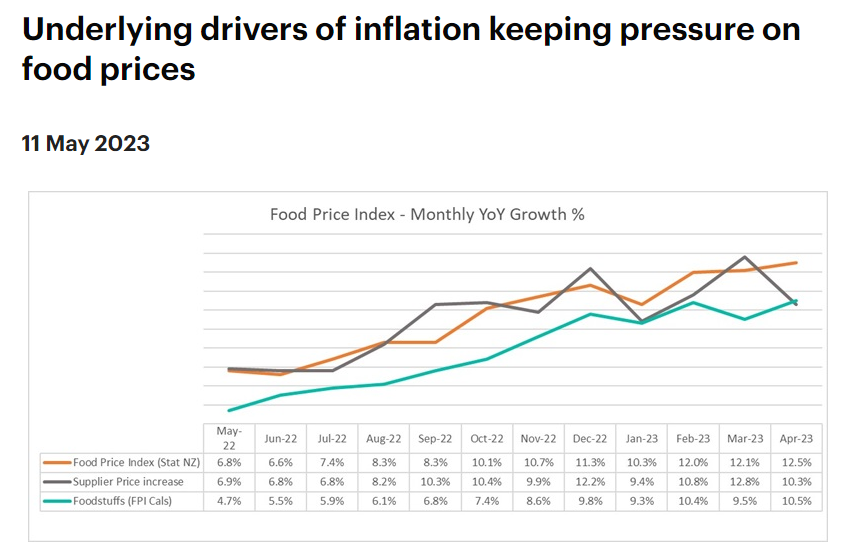 Underlying drivers of inflation keeping pressure on
food prices
11 May 2023
Food Price Index - Monthly YoY Growth %
May-
22 Jun-22 Jul-22 Aug-22 Sep-22 Oct-22 Nov-22 Dec-22 Jan-23 Feb-23 Mar-23 Apr-23
Food Price Index (Stat NZ) 6.8% 6.6% 7.4% 8.3% 8.3% 10.1% 10.7% 11.3% 10.3% 12.0% 12.1% 12.5%
Supplier Price increase 6.9% 6.8% 6.8% 8.2% 10.3% 10.4% 9.9% 12.2% 9.4% 10.8% 12.8% 10.3%
Foodstuffs (FPI Cals) 4.7% 5.5% 5.9% 6.1% 6.8% 7.4% 8.6% 9.8% 9.3% 10.4% 9.5% 10.5%